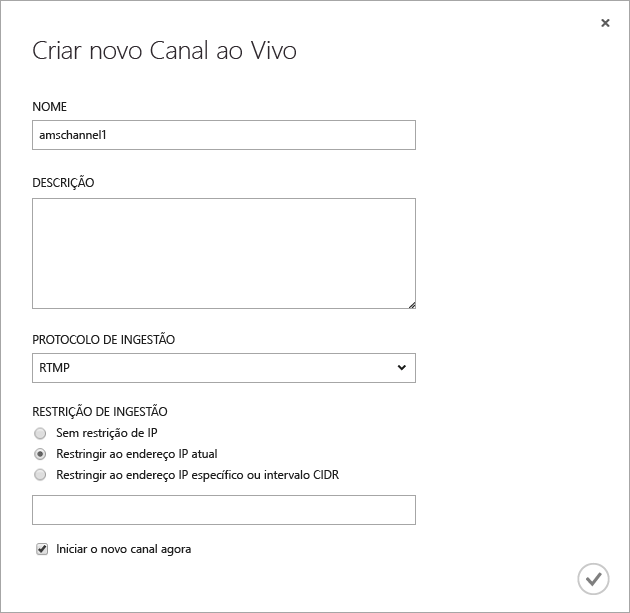 Criar novo Canal ao Vivo
NOME
amschannel1
DESCRIÇÃO
PROTOCOLO DE INGESTÃO
RTMP
RESTRIÇÃO DE INGESTÃO
Sem restrição de IP
Restringir ao endereço IP atual
Restringir ao endereço IP específico ou intervalo CIDR
Iniciar o novo canal agora